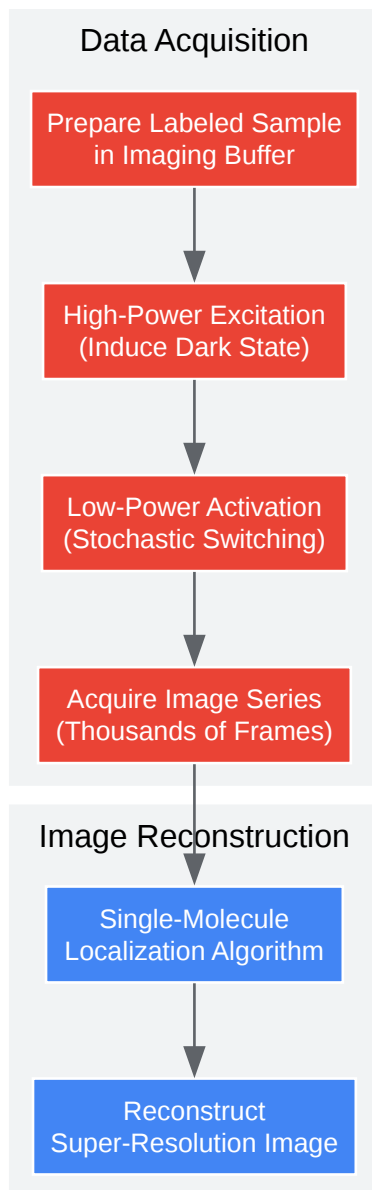 Data Acquisition
Prepare Labeled Sample
in Imaging Buffer
High-Power Excitation
(Induce Dark State)
Low-Power Activation
(Stochastic Switching)
Acquire Image Series
(Thousands of Frames)
Image Reconstruction
Single-Molecule
Localization Algorithm
Reconstruct
Super-Resolution Image